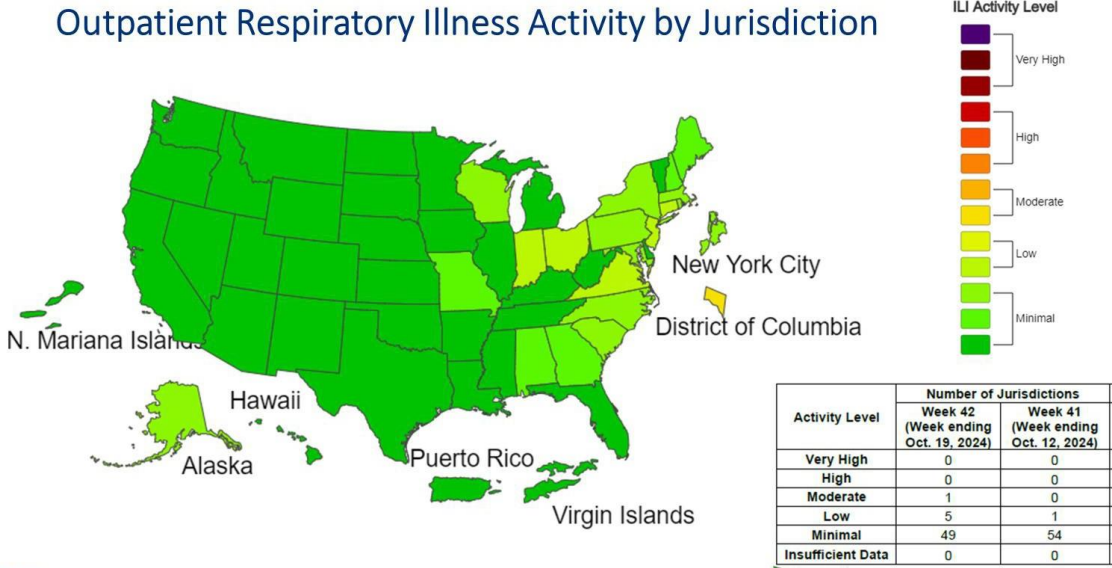 Outpatient Respiratory Illness Activity by Jurisdiction
ILI Activity Level
Very High
High
Moderate
Low
Minimal
New York City
District of Columbia
N. Mariana Islands
Hawaii
Alaska
Puerto Rico
Virgin Islands
Activity Level
Number of Jurisdictions
Week 42
(Week ending
Oct. 19, 2024)
Week 41
(Week ending
Oct. 12, 2024)
Very High 0 0
High 0 0
Moderate 1 0
Low 5 1
Minimal 49 54
Insufficient Data 0 0